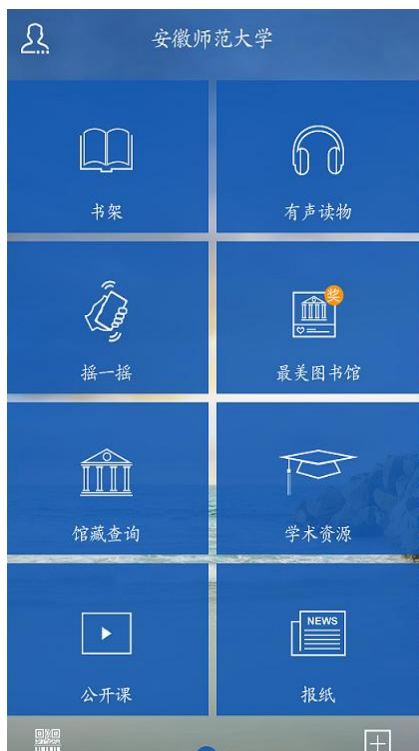 安徽师范大学
书架
有声读物
摇一摇
奖
最美图书馆
馆藏查询
学术资源
公开课
NEWS
报纸